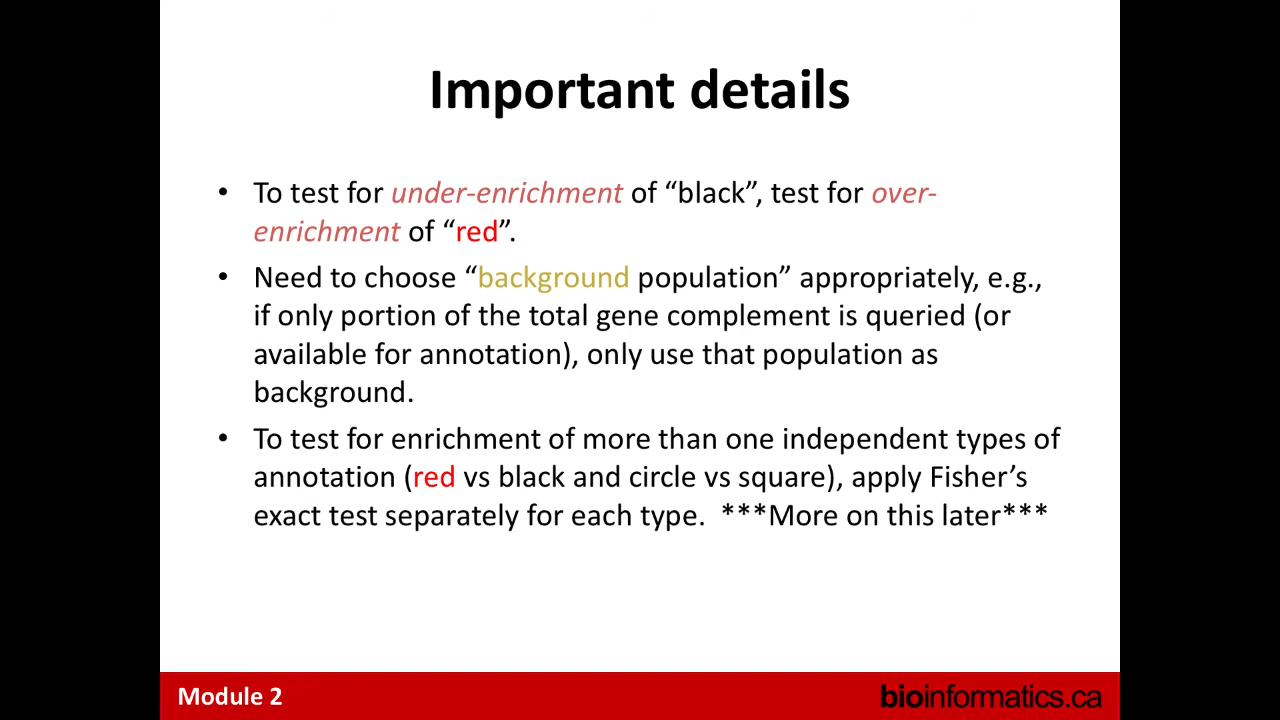 Important details
• To test for under-enrichment of “black”, test for over-
enrichment of “red”.
• Need to choose “background population” appropriately, e.g.,
if only portion of the total gene complement is queried (or
available for annotation), only use that population as
background.
• To test for enrichment of more than one independent types of
annotation (red vs black and circle vs square), apply Fisher’s
exact test separately for each type.  ***More on this later***
Module 2
bioinformatics.ca